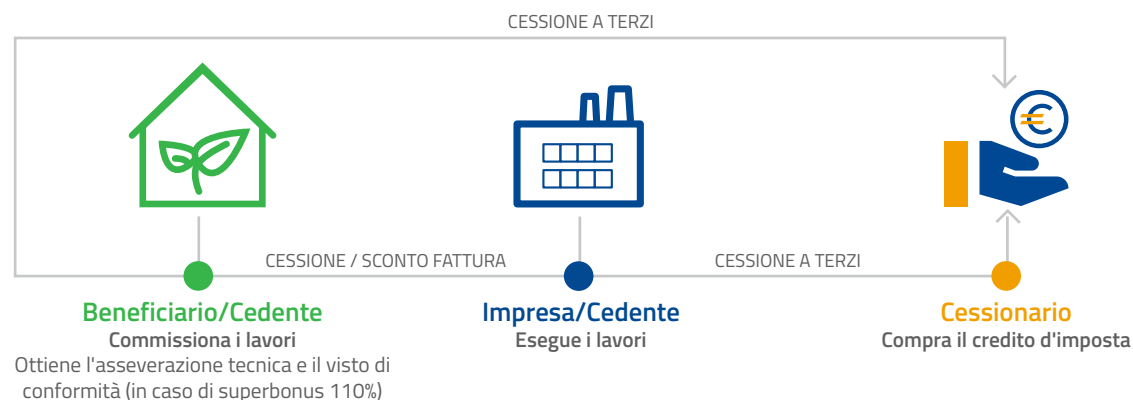 CESSIONE A TERZI
€
CESSIONE / SCONTO FATTURA
CESSIONE A TERZI
Beneficiario/Cedente
Commissiona i lavori
Ottiene l'asseverazione tecnica e il visto di
conformità (in caso di superbonus 110%)
Impresa/Cedente
Esegue i lavori
Cessionario
Compra il credito d'imposta